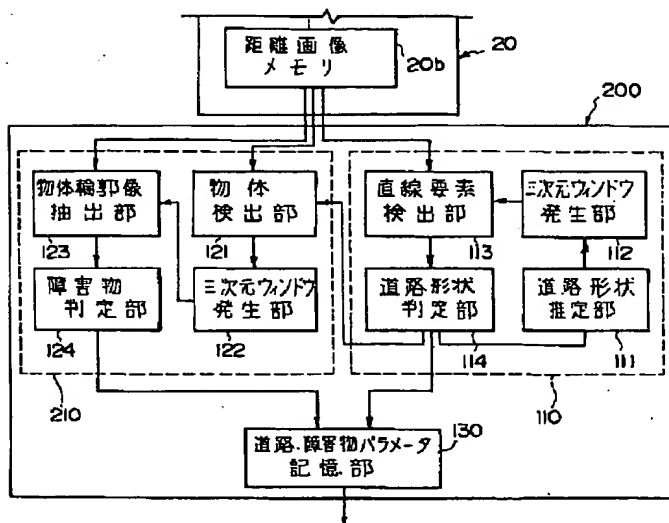 距離画像
メモリ
20b
20
200
物体輪郭像
抽出部
123
物体
検出部
121
直線要素
検出部
113
三次元ウィンドウ
発生部
112
障害物
判定部
124
三次元ウィンドウ
発生部
122
道路形状
判定部
114
道路形状
推定部
111
210
110
道路・障害物パラメータ
記憶部
130